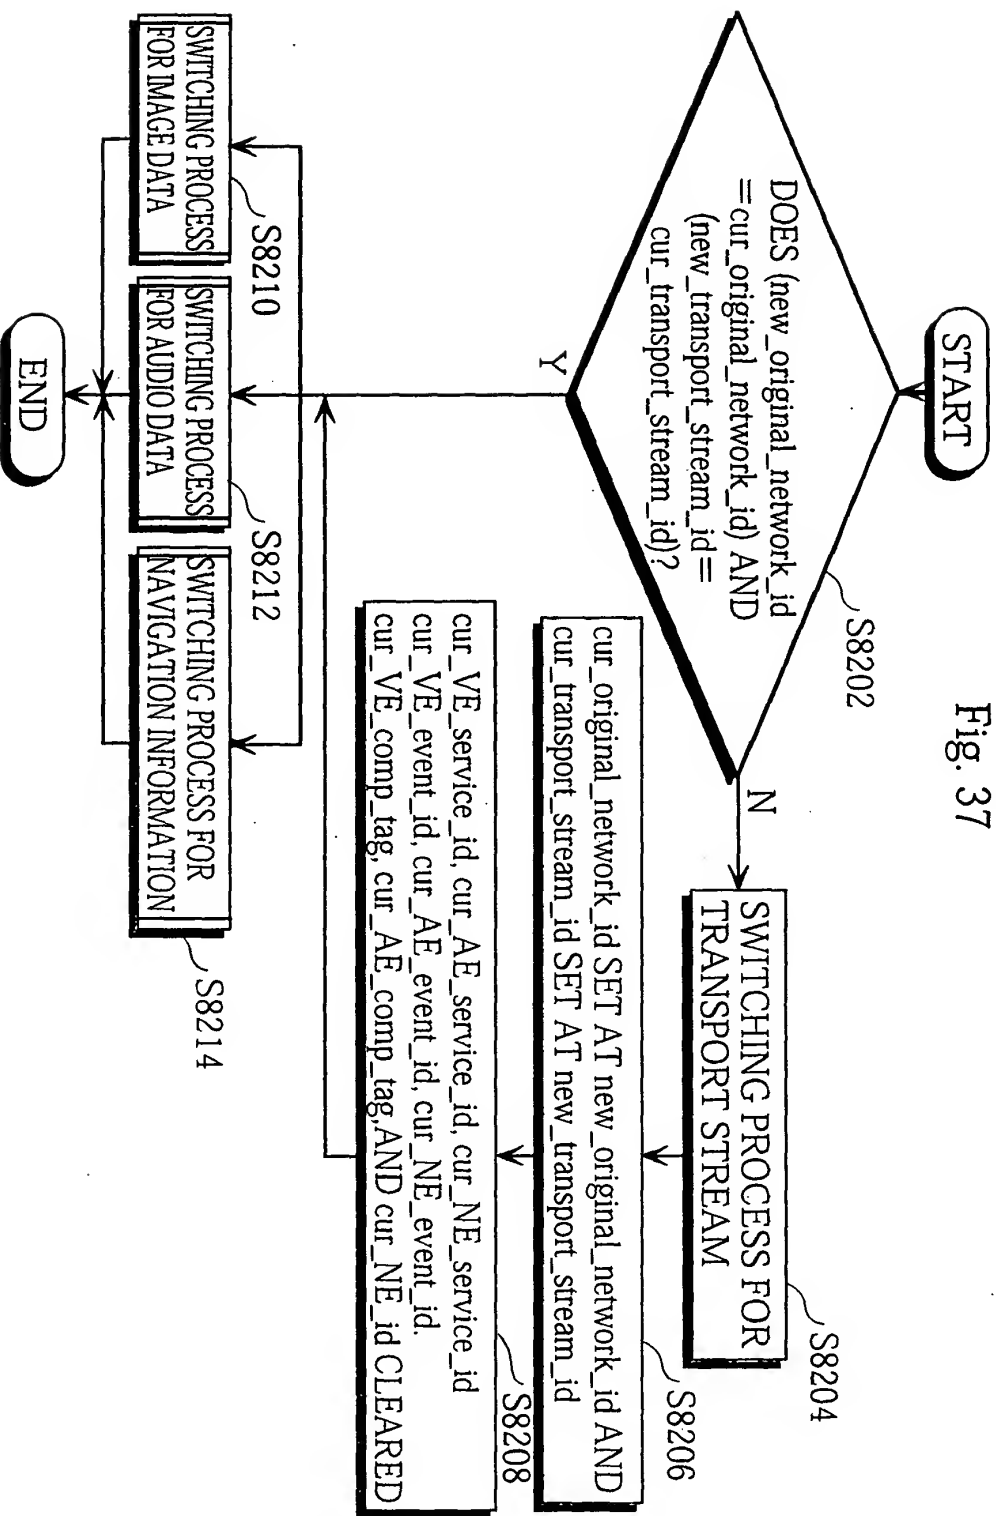 Fig. 37
START
DOES (new_original_network_id
=cur_original_network_id) AND
(new_transport_stream_id=
cur_transport_stream_id)?
S8202
N
Y
SWITCHING PROCESS FOR
TRANSPORT STREAM
S8204
cur_original_network_id SET AT new_original_network_id AND
cur_transport_stream_id SET AT new_transport_stream_id
S8206
cur_VE_service_id, cur_AE_service_id, cur_NE_service_id
cur_VE_event_id, cur_AE_event_id, cur_NE_event_id.
cur_VE_comp_tag, cur_AE_comp_tag,AND cur_NE_id CLEARED
S8208
SWITCHING PROCESS
FOR IMAGE DATA
S8210
SWITCHING PROCESS
FOR AUDIO DATA
S8212
SWITCHING PROCESS FOR
NAVIGATION INFORMATION
S8214
END